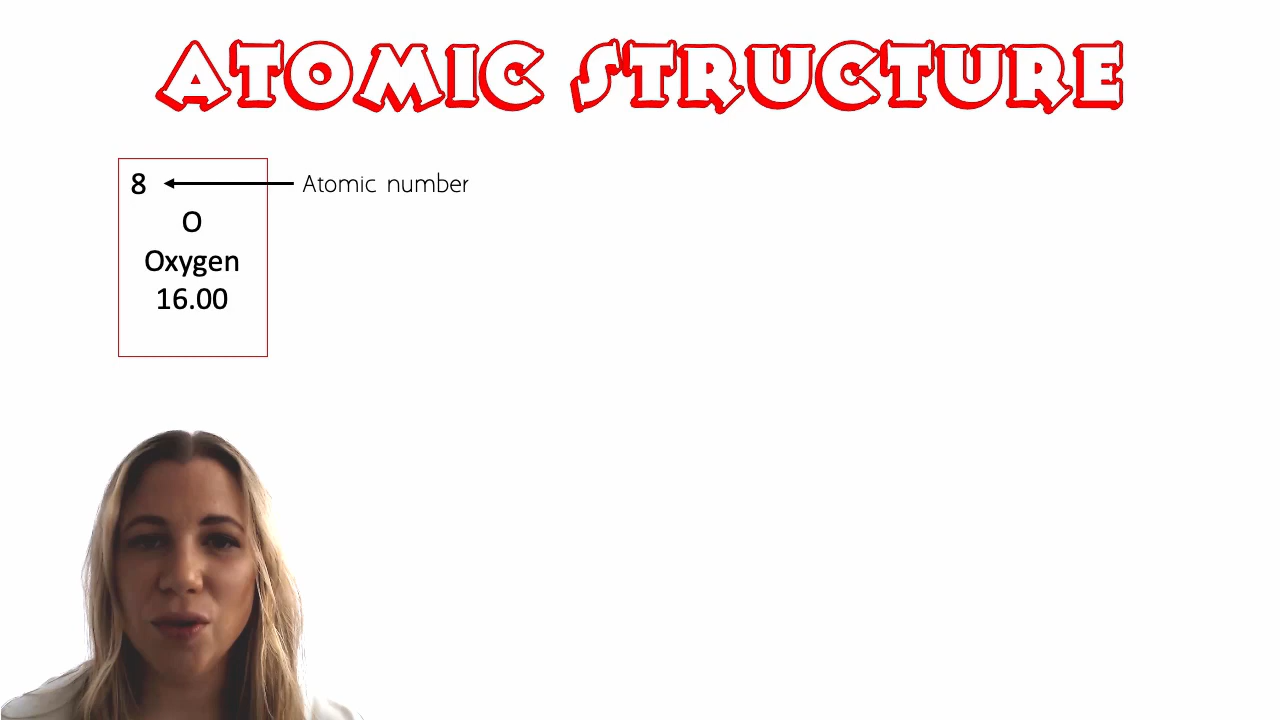 ATOMIC STRUCTURE
8
Atomic number
O
Oxygen
16.00